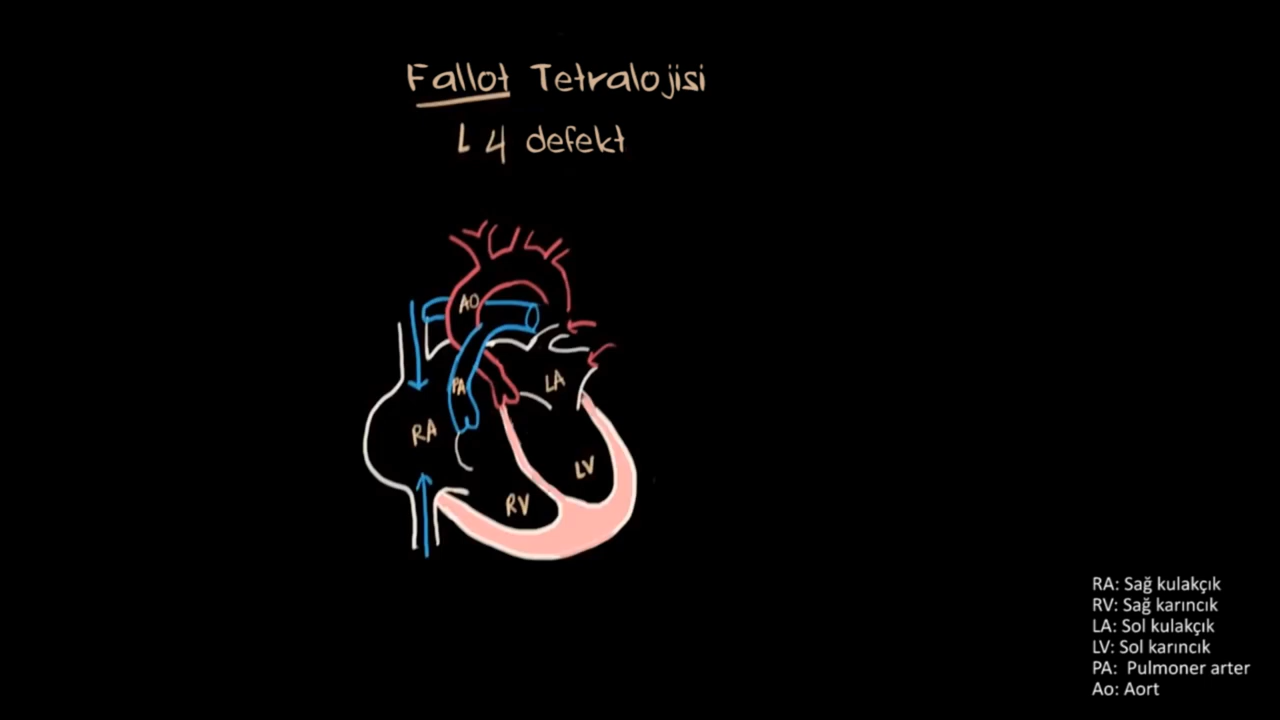 Fallot Tetralojisi
4 defekt
AO
PA
LA
RA
LV
RV
RA: Sağ kulakçık
RV: Sağ karıncık
LA: Sol kulakçık
LV: Sol karıncık
PA: Pulmoner arter
Ao: Aort